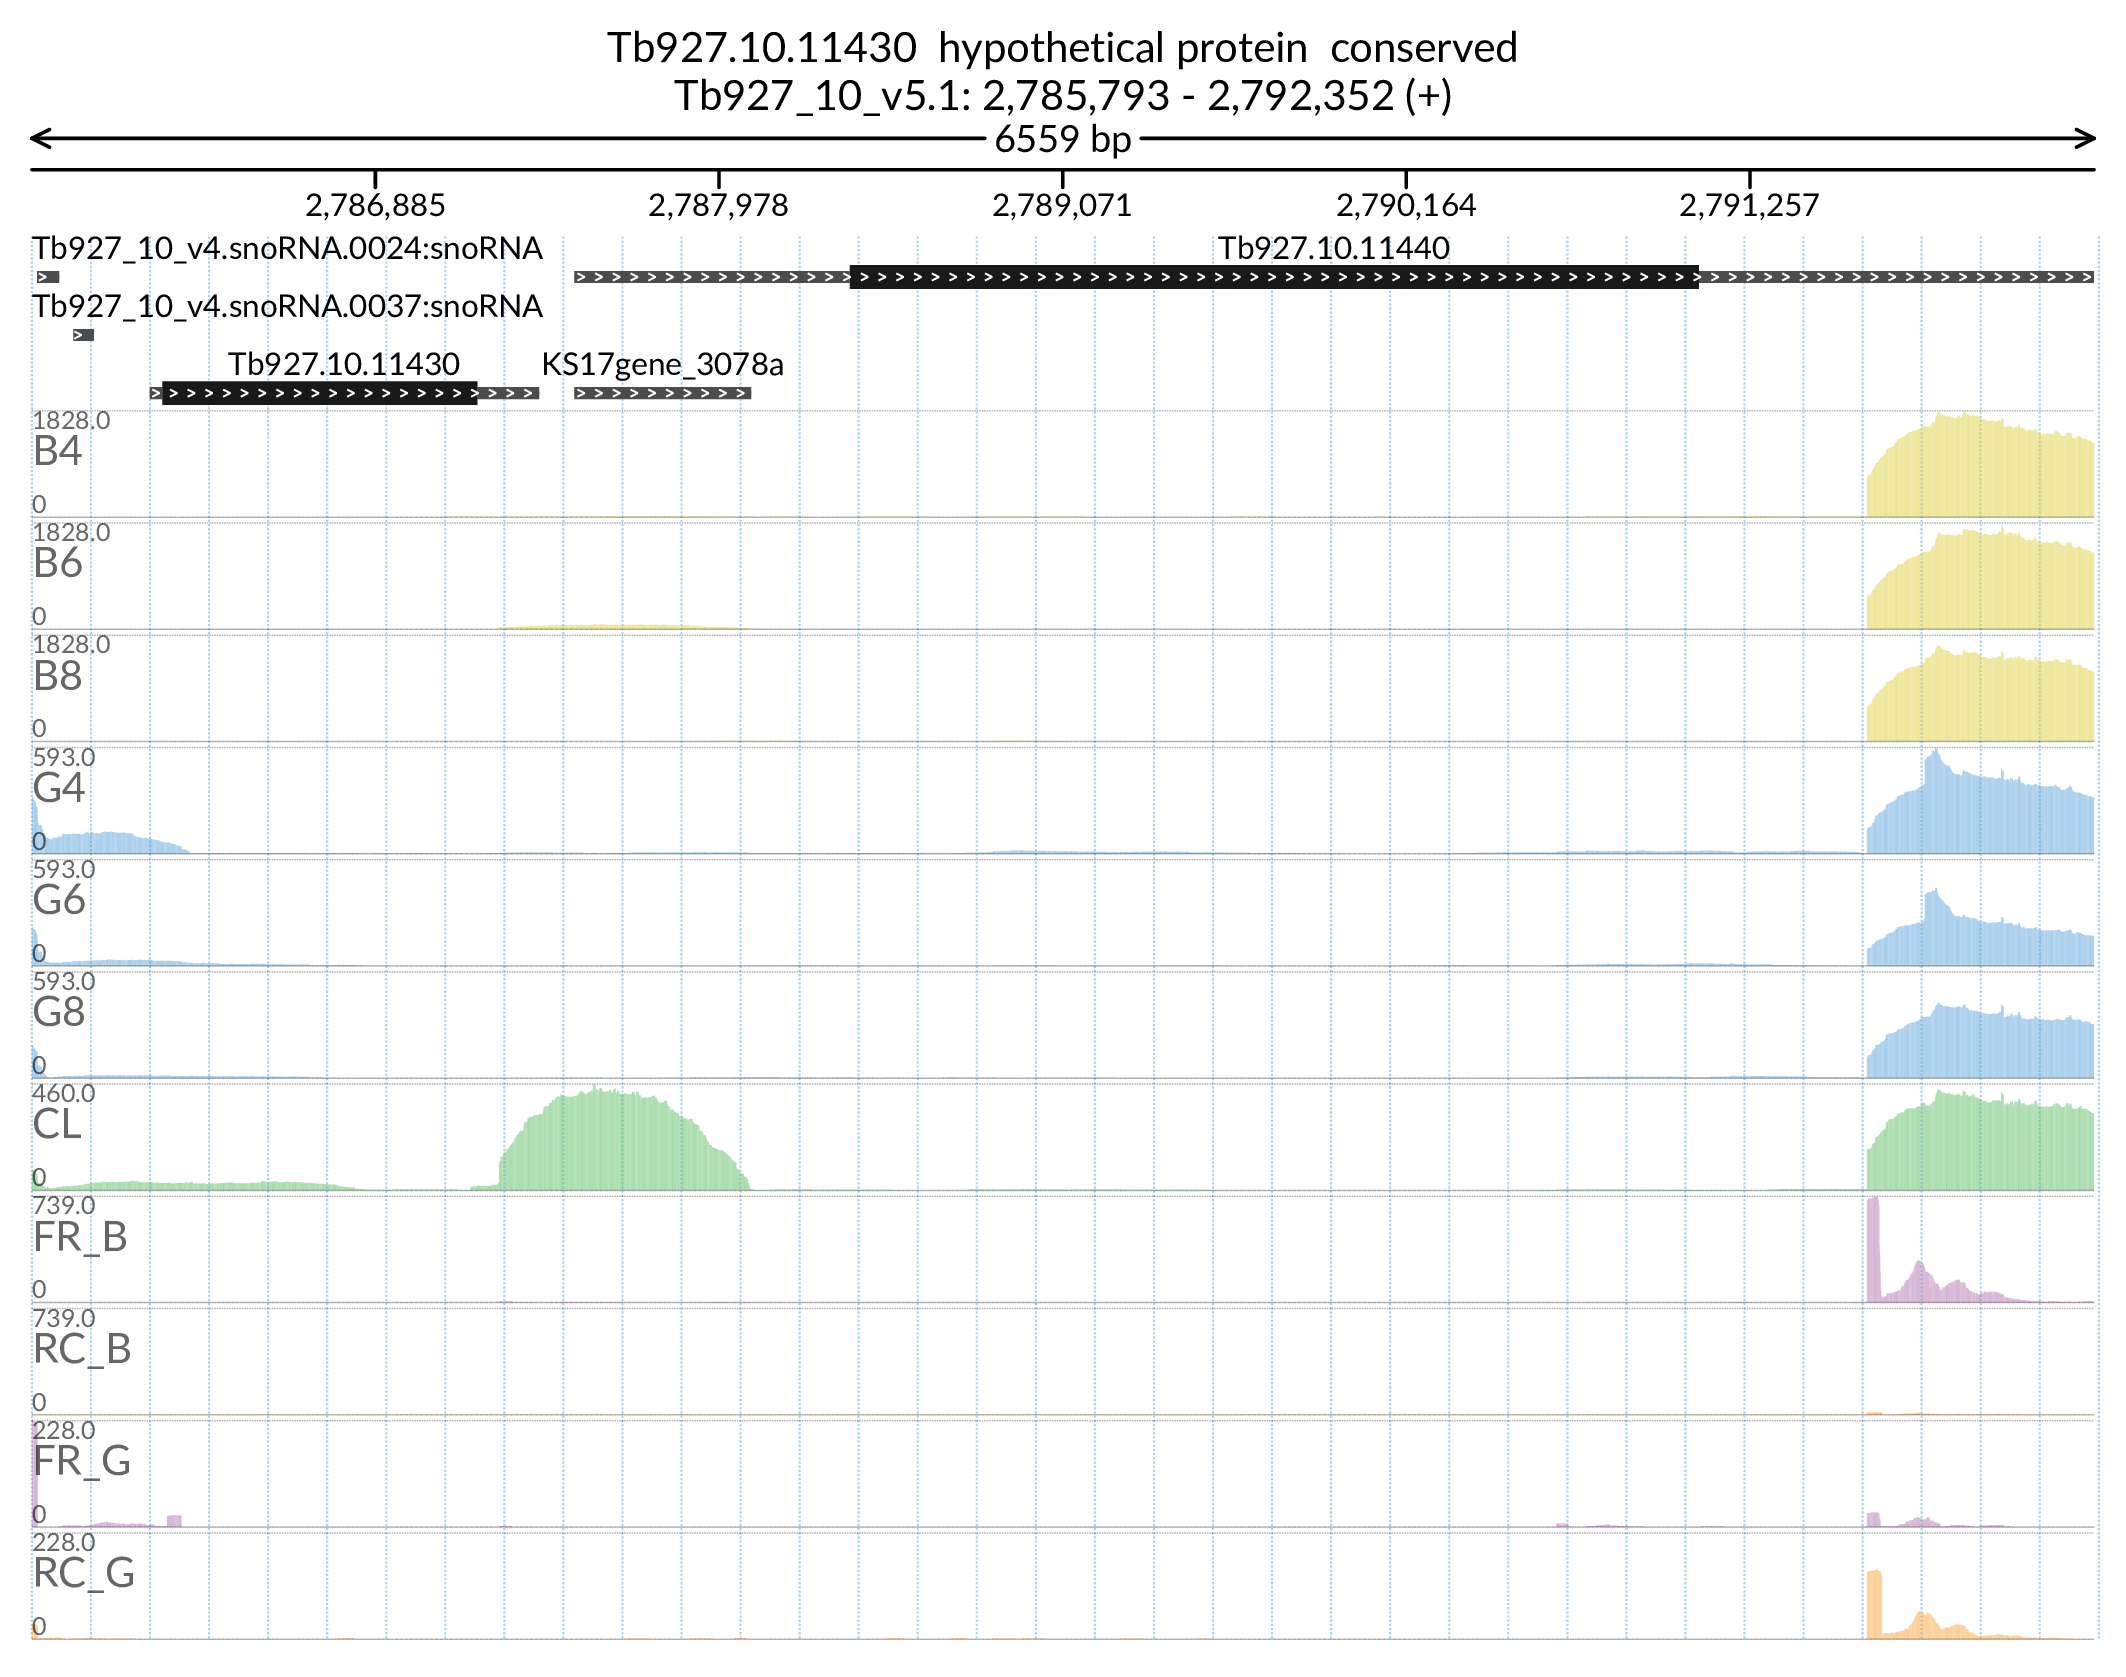 Tb927.10.11430  hypothetical protein  conserved
Tb927_10_v5.1: 2,785,793 - 2,792,352 (+)
6559 bp
2,786,885 2,787,978 2,789,071 2,790,164 2,791,257
Tb927_10_v4.snoRNA.0024:snoRNA Tb927.10.11440
Tb927_10_v4.snoRNA.0037:snoRNA
Tb927.10.11430 KS17gene_3078a
1828.0
B4
0
1828.0
B6
0
1828.0
B8
0
593.0
G4
0
593.0
G6
0
593.0
G8
0
460.0
CL
0
739.0
FR_B
0
739.0
RC_B
0
228.0
FR_G
0
228.0
RC_G
0